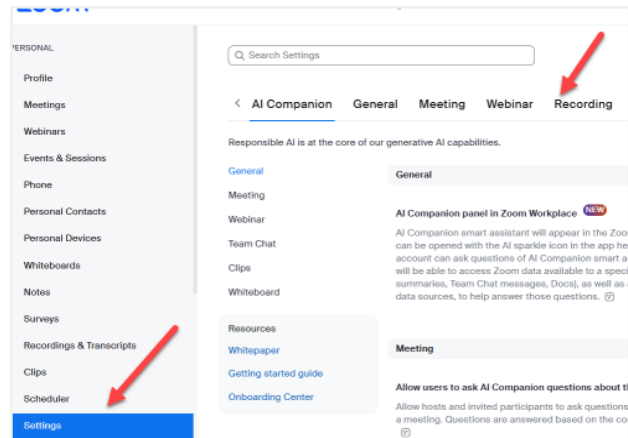 PERSONAL
Profile
Meetings
Webinars
Events & Sessions
Phone
Personal Contacts
Personal Devices
Whiteboards
Notes
Surveys
Recordings & Transcripts
Clips
Scheduler
Settings
Search Settings
AI Companion General Meeting Webinar Recording
Responsible AI is at the core of our generative AI capabilities.
General
Meeting
Webinar
Team Chat
Clips
Whiteboard
Resources
Whitepaper
Getting started guide
Onboarding Center
General
AI Companion panel in Zoom Workplace NEW
AI Companion smart assistant will appear in the Zoo
can be opened with the AI sparkle icon in the app he
account can ask questions of AI Companion smart a
will be able to access Zoom data available to a speci
summaries, Team Chat messages, Docs), as well as
data sources, to help answer those questions.
Meeting
Allow users to ask AI Companion questions about t
Allow hosts and invited participants to ask questions
a meeting. Questions are answered based on the co